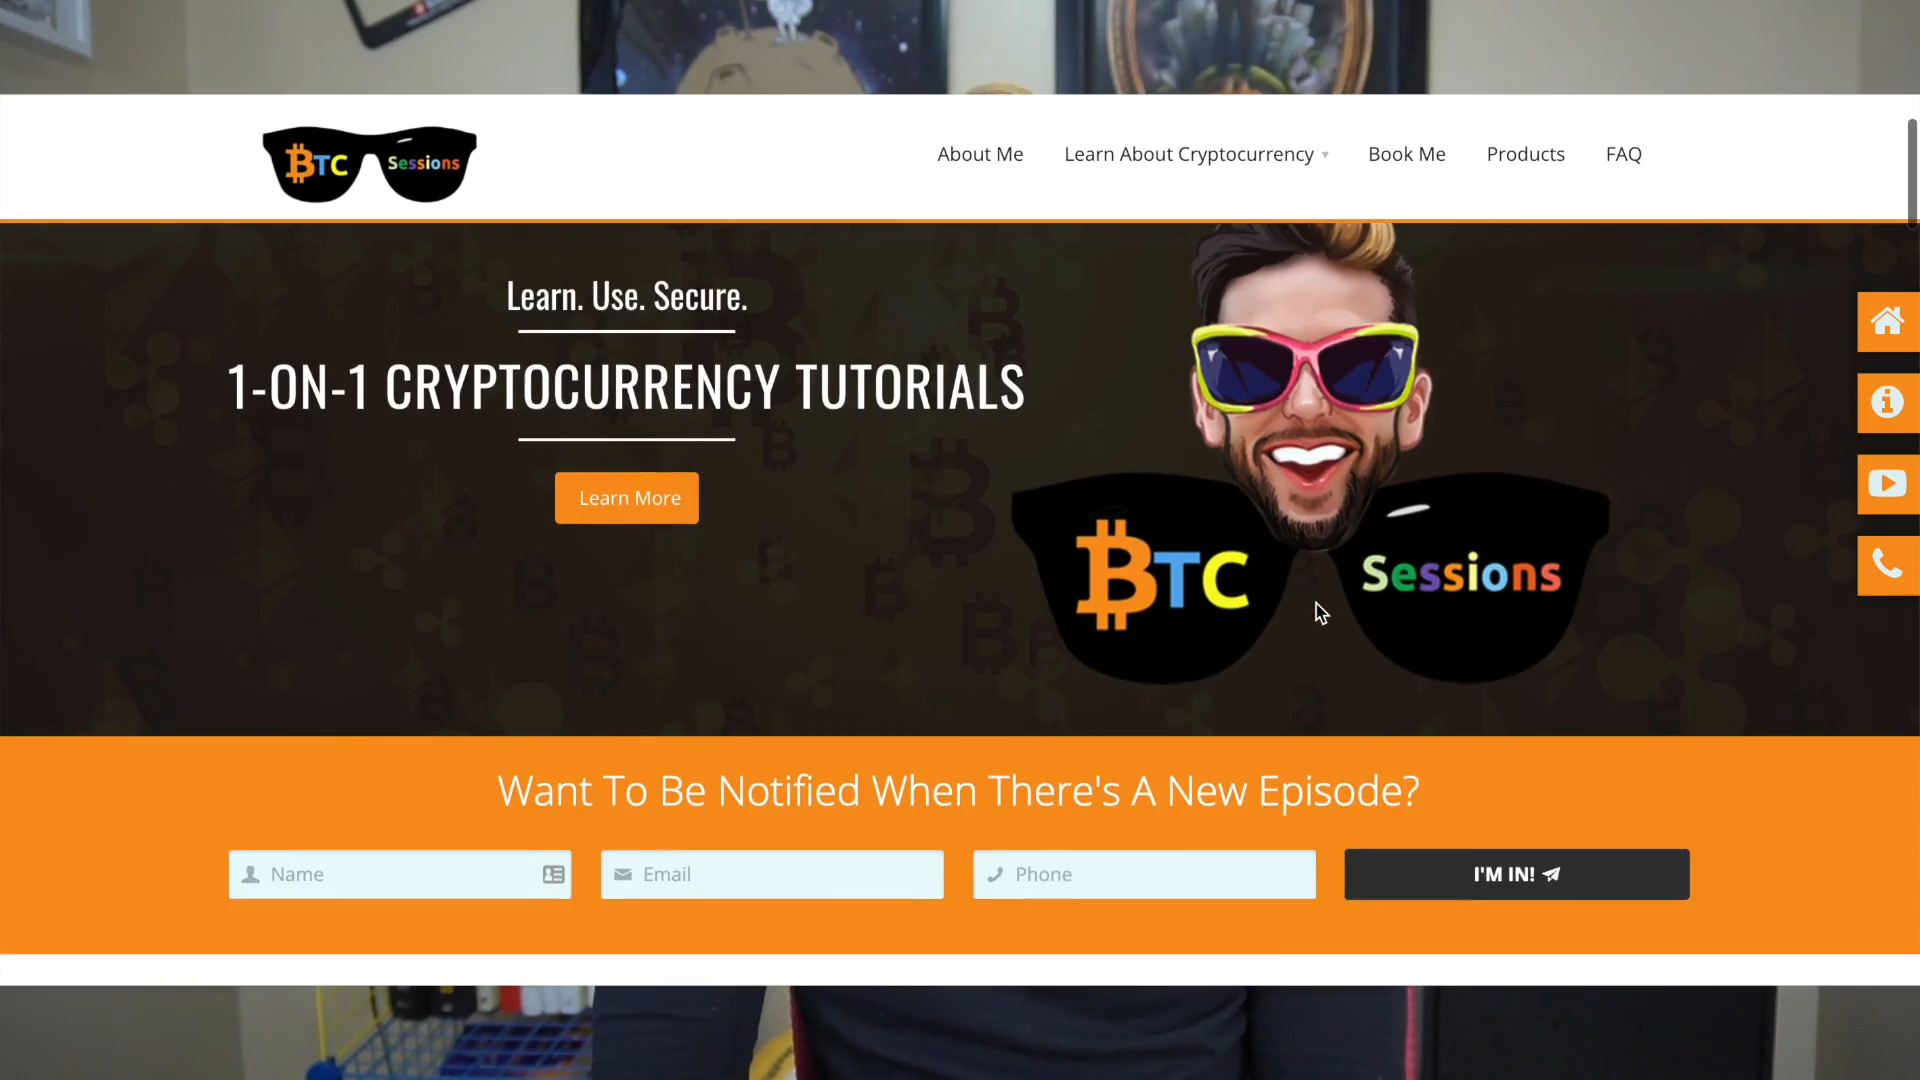 BTC Sessions
About Me
Learn About Cryptocurrency
Book Me
Products
FAQ
Learn. Use. Secure.
1-ON-1 CRYPTOCURRENCY TUTORIALS
Learn More
BTC Sessions
Want To Be Notified When There's A New Episode?
Name
Email
Phone
I'M IN!